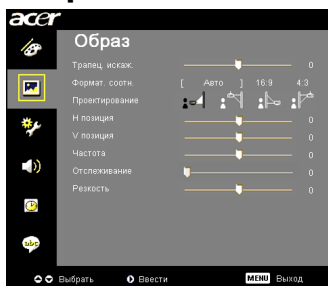 acer
Образ
Трапец. искаж. 0
Формат. соотн. [ Авто ] 16:9 4:3
Проектирование
H позиция 0
V позиция 0
Частота 0
Отслеживание 0
Резкость 0
abc
Выбрать Ввести MENU Выход